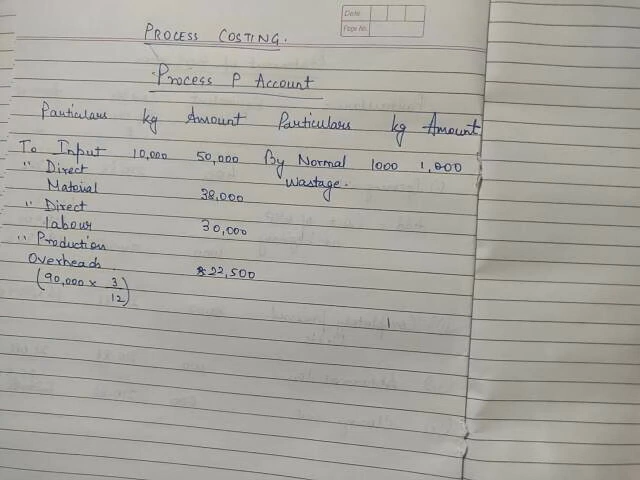 Date
Page No.
PROCESS COSTING.
Process P Account
Particulars kg Amount Particulars kg Amount
To Input 10,000 50,000 By Normal 1000 1,000
" Direct wastage.
Material 38,000
" Direct
labour 30,000
" Production
Overheads 22,500
(90,000 × 3/12)